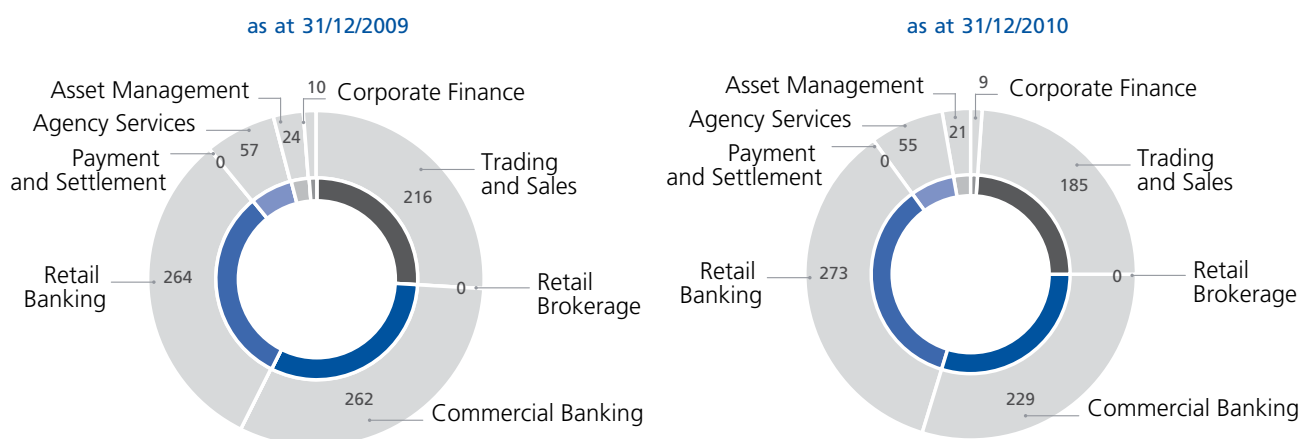 as at 31/12/2009
10
Asset Management
Corporate Finance
Agency Services
24
57
Payment
and Settlement
0
Trading
and Sales
216
Retail
Banking
264
0
Retail
Brokerage
262
Commercial Banking
as at 31/12/2010
9
Asset Management
Corporate Finance
Agency Services
21
55
Payment
and Settlement
0
Trading
and Sales
185
Retail
Banking
273
0
Retail
Brokerage
229
Commercial Banking